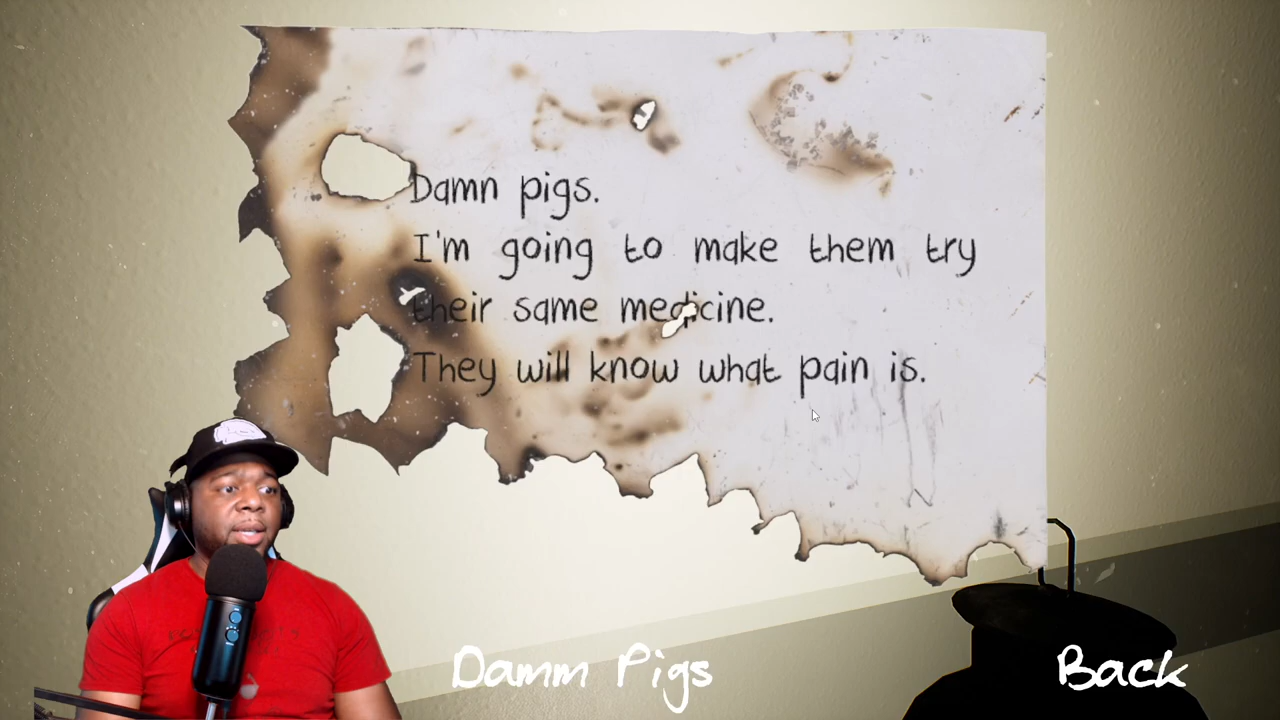 Damn pigs.
I'm going to make them try
their same medicine.
They will know what pain is.
Damm Pigs
Back